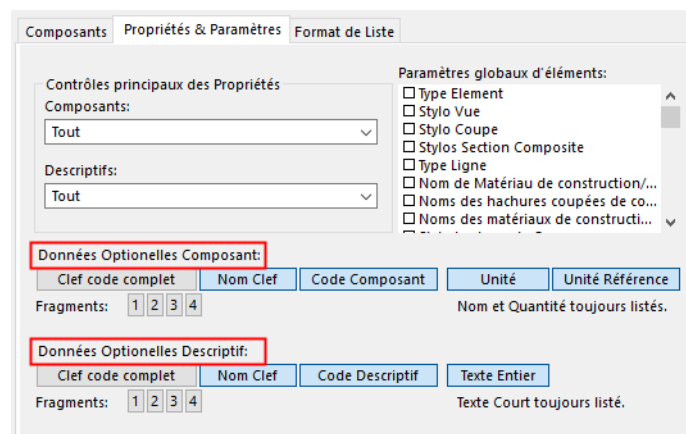 Composants Propriétés & Paramètres Format de Liste
Contrôles principaux des Propriétés
Composants:
Tout
Descriptifs:
Tout
Paramètres globaux d'éléments:
Type Element
Stylo Vue
Stylo Coupe
Stylos Section Composite
Type Ligne
Nom de Matériau de construction/...
Noms des hachures coupées de co...
Noms des matériaux de constructi...
Données Optionelles Composant:
Clef code complet Nom Clef Code Composant Unité Unité Référence
Fragments: 1 2 3 4 Nom et Quantité toujours listés.
Données Optionelles Descriptif:
Clef code complet Nom Clef Code Descriptif Texte Entier
Fragments: 1 2 3 4 Texte Court toujours listé.